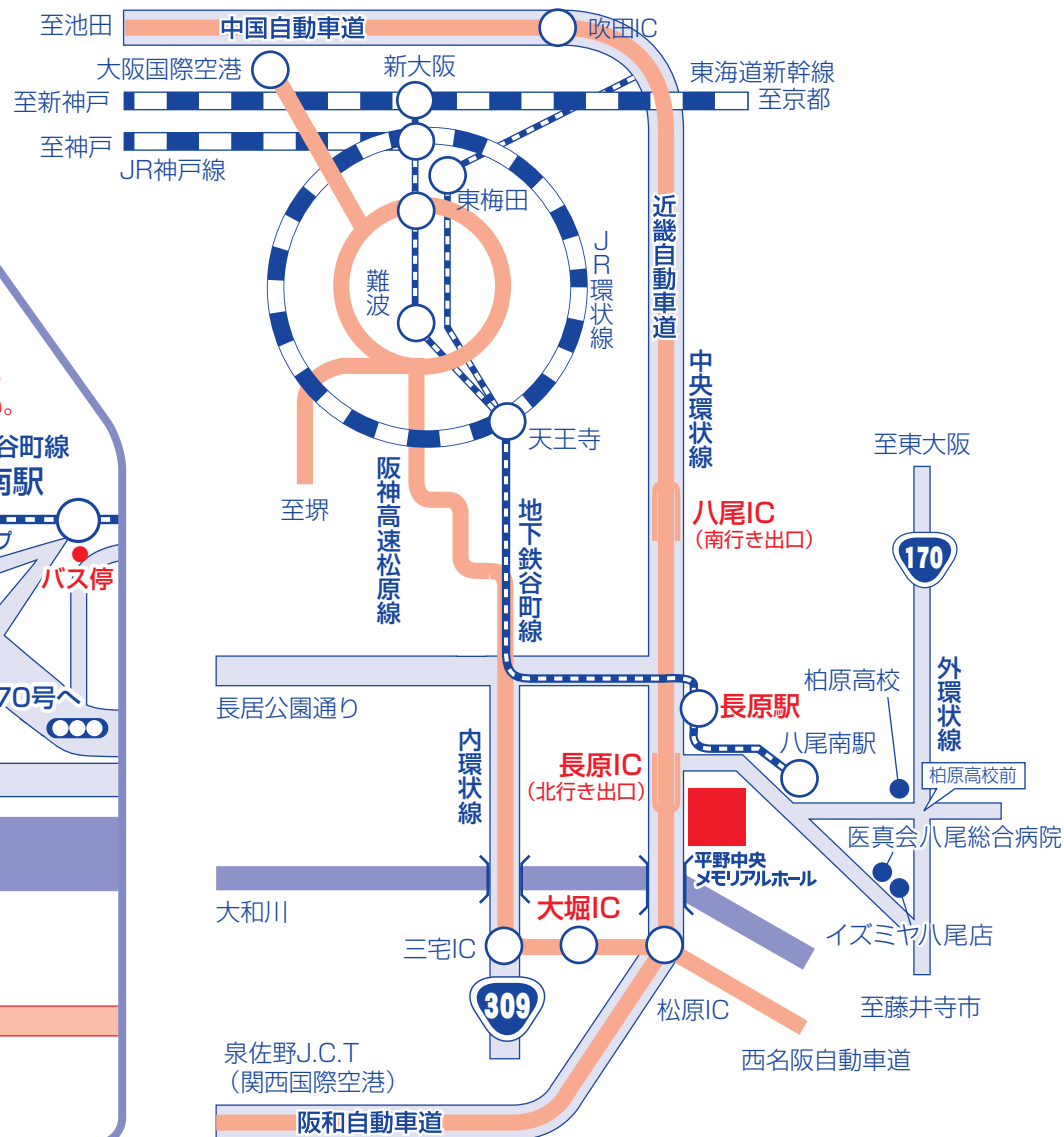 至池田
中国自動車道
吹田IC
大阪国際空港
新大阪
東海道新幹線
至新神戸
至京都
至神戸
JR神戸線
東梅田
近畿自動車道
JR環状線
難波
中央環状線
天王寺
至東大阪
い。
谷町線
南駅
プ
バス停
70号へ
至堺
阪神高速松原線
地下鉄谷町線
八尾IC
(南行き出口)
170
外環状線
柏原高校
長居公園通り
長原駅
八尾南駅
内環状線
長原IC
(北行き出口)
柏原高校前
医真会八尾総合病院
平野中央
メモリアルホール
大和川
大堀IC
イズミヤ八尾店
三宅IC
309
松原IC
至藤井寺市
西名阪自動車道
泉佐野J.C.T
(関西国際空港)
阪和自動車道